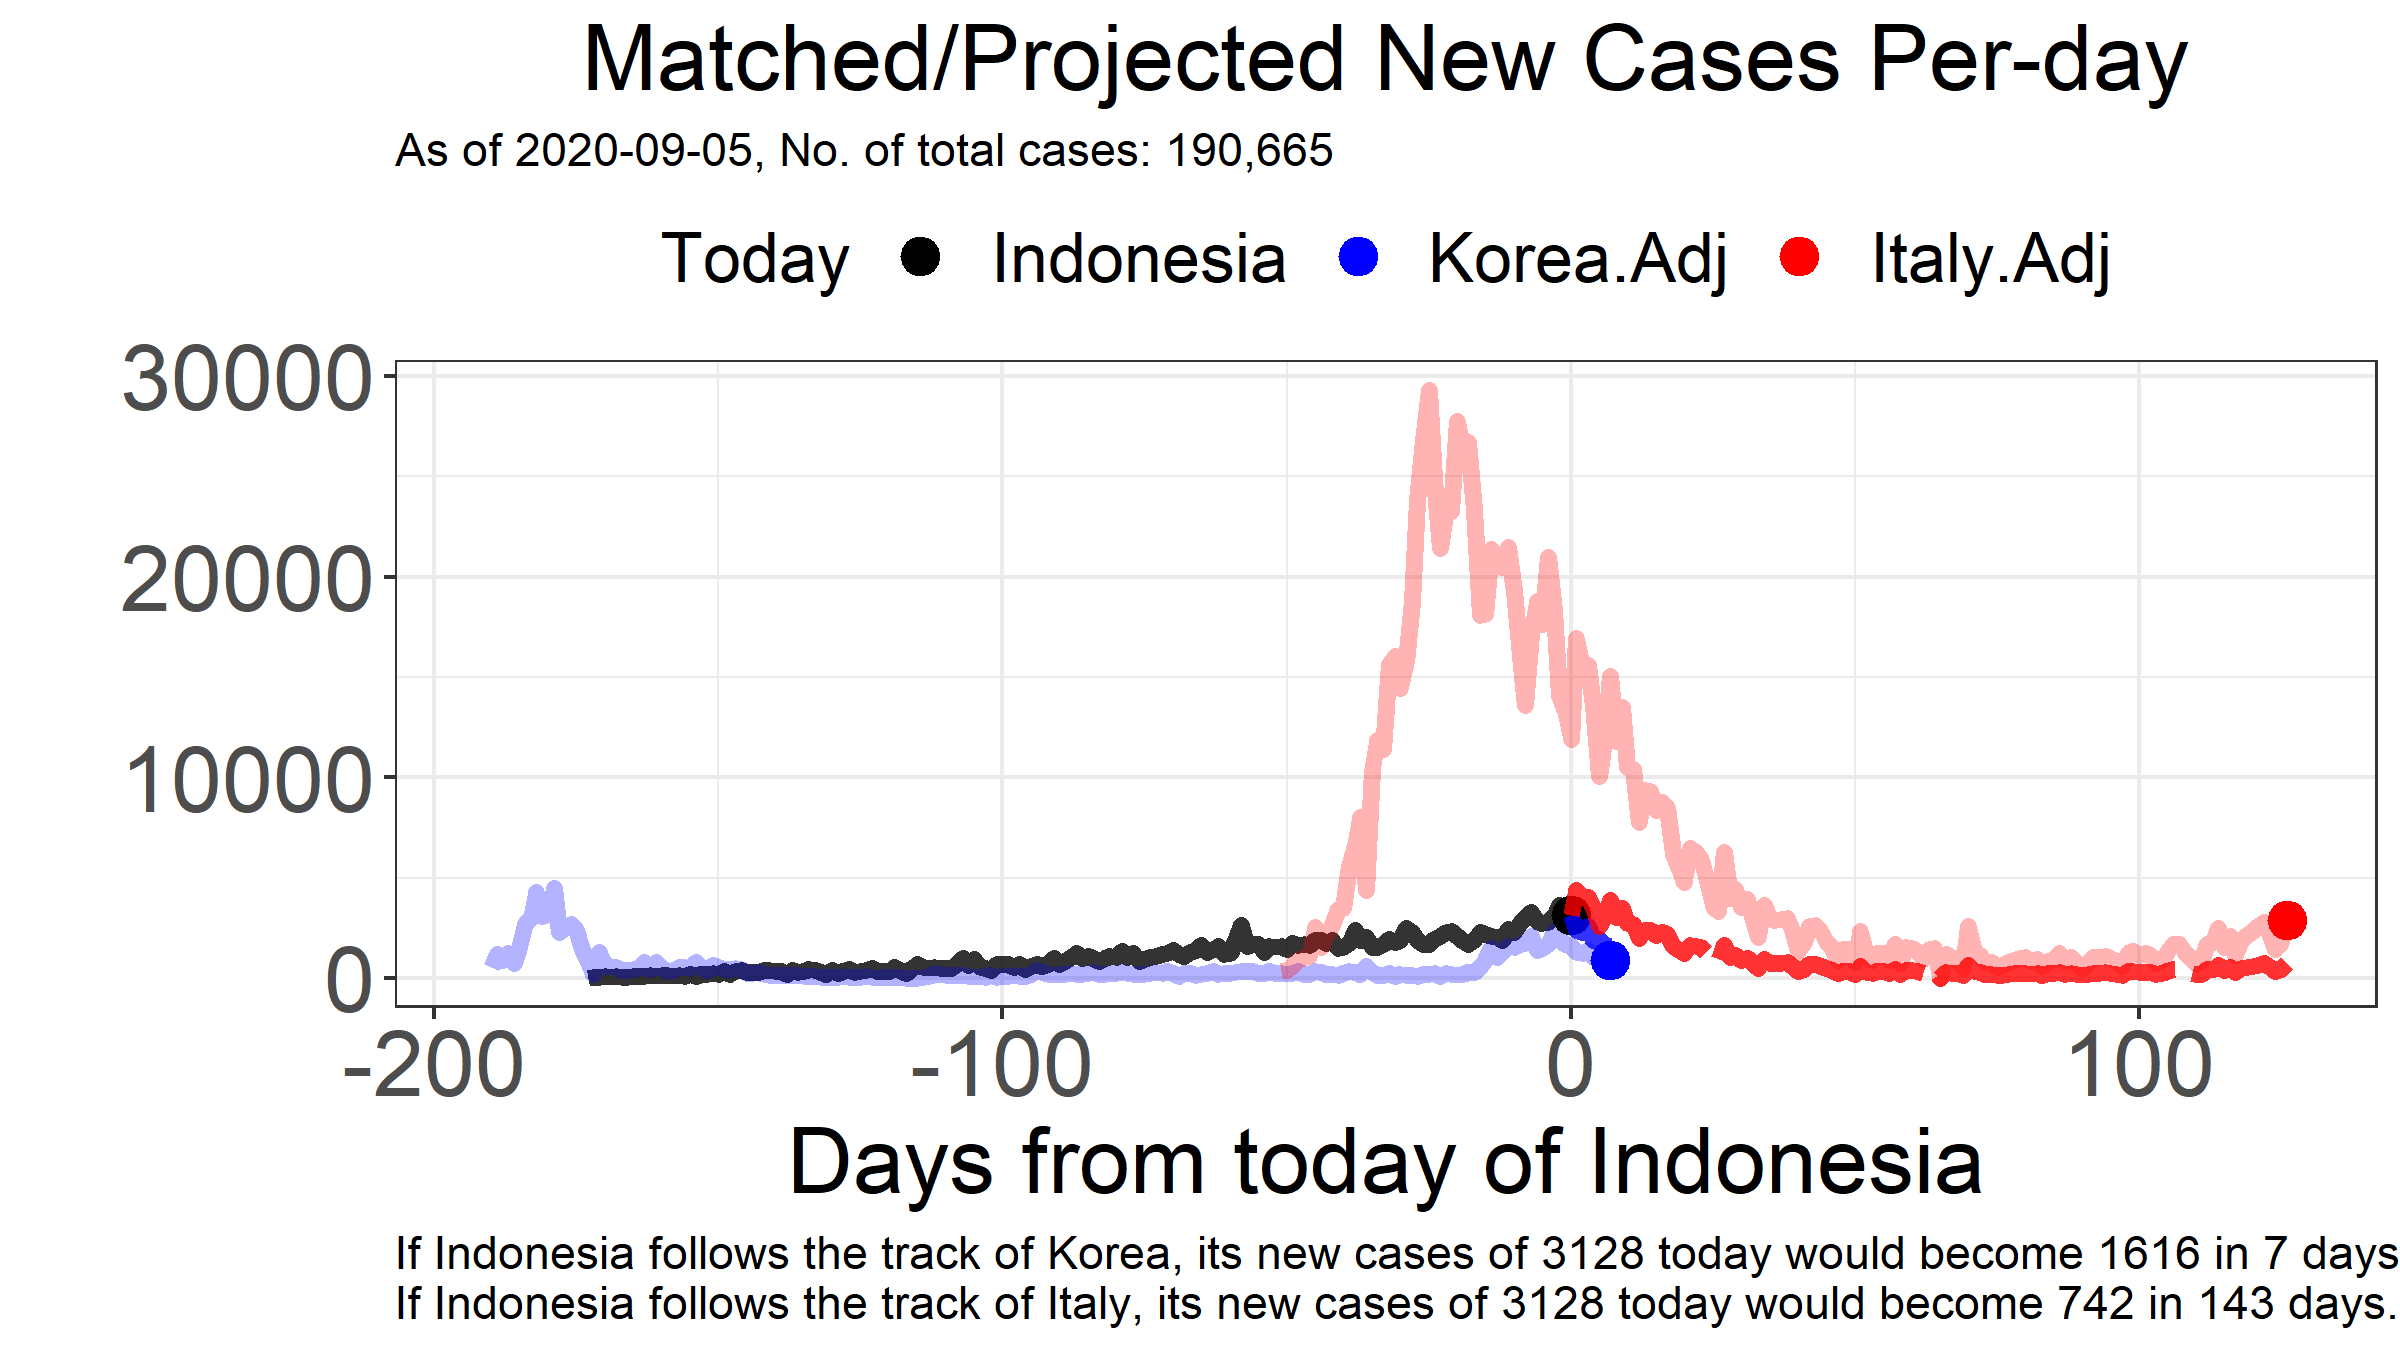 Matched/Projected New Cases Per-day
As of 2020-09-05, No. of total cases: 190,665
Today Indonesia Korea.Adj Italy.Adj
30000
20000
10000
0
-200 -100 0 100
Days from today of Indonesia
If Indonesia follows the track of Korea, its new cases of 3128 today would become 1616 in 7 days
If Indonesia follows the track of Italy, its new cases of 3128 today would become 742 in 143 days.